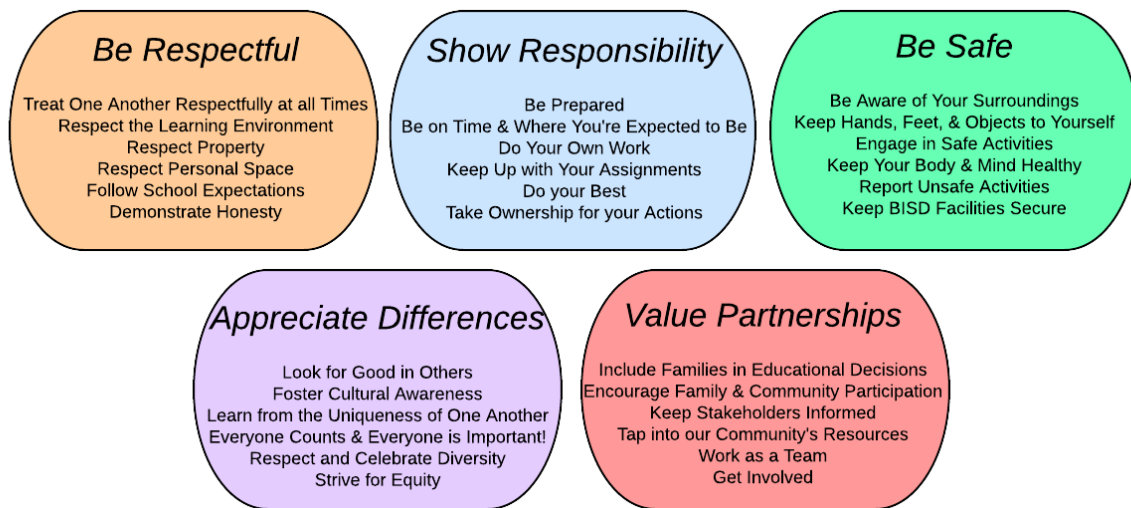 Be Respectful
Treat One Another Respectfully at all Times
Respect the Learning Environment
Respect Property
Respect Personal Space
Follow School Expectations
Demonstrate Honesty
Show Responsibility
Be Prepared
Be on Time & Where You're Expected to Be
Do Your Own Work
Keep Up with Your Assignments
Do your Best
Take Ownership for your Actions
Be Safe
Be Aware of Your Surroundings
Keep Hands, Feet, & Objects to Yourself
Engage in Safe Activities
Keep Your Body & Mind Healthy
Report Unsafe Activities
Keep BISD Facilities Secure
Appreciate Differences
Look for Good in Others
Foster Cultural Awareness
Learn from the Uniqueness of One Another
Everyone Counts & Everyone is Important!
Respect and Celebrate Diversity
Strive for Equity
Value Partnerships
Include Families in Educational Decisions
Encourage Family & Community Participation
Keep Stakeholders Informed
Tap into our Community's Resources
Work as a Team
Get Involved